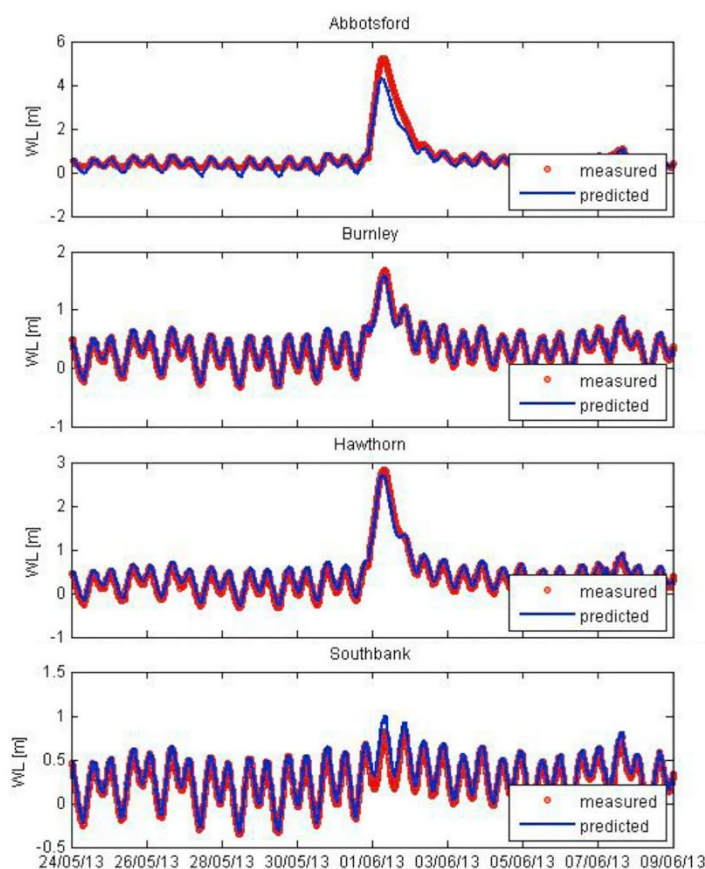 Abbotsford
6
4
2
0
-2
WL [m]
measured
predicted
Burnley
2
1
0
-1
WL [m]
measured
predicted
Hawthorn
3
2
1
0
-1
WL [m]
measured
predicted
Southbank
1.5
1
0.5
0
-0.5
WL [m]
measured
predicted
24/05/13 26/05/13 28/05/13 30/05/13 01/06/13 03/06/13 05/06/13 07/06/13 09/06/13